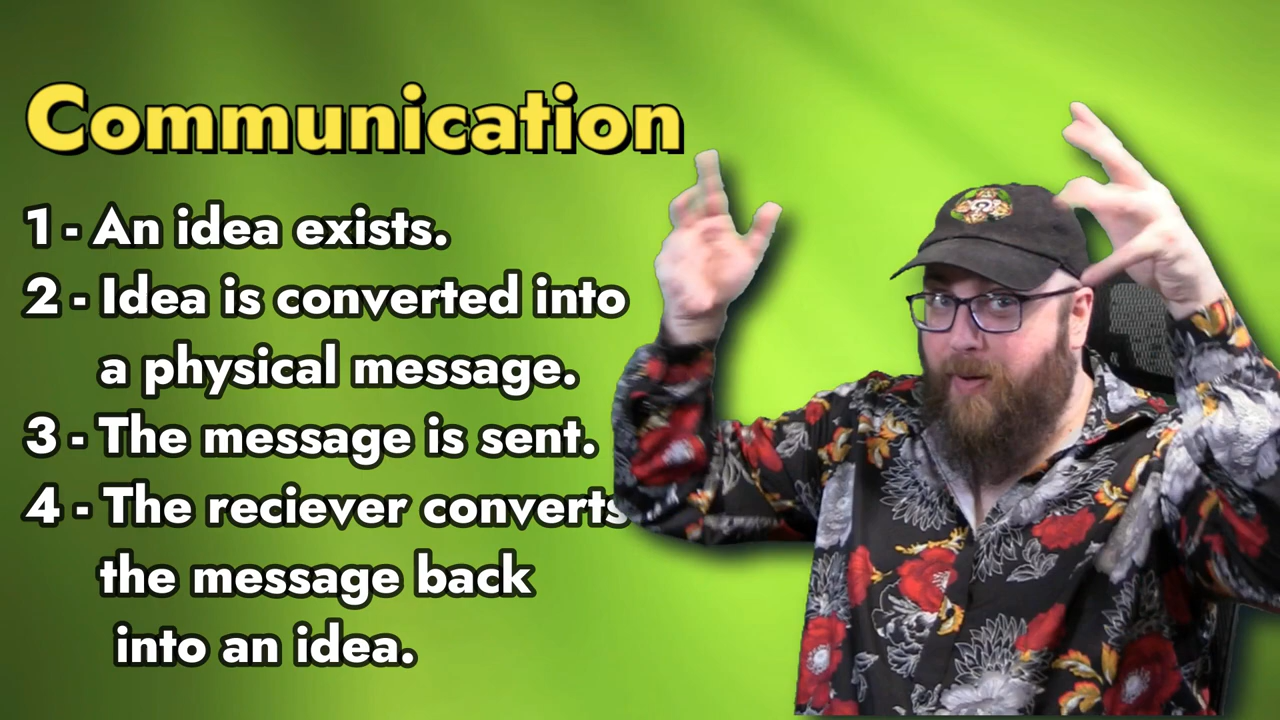 Communication
1 - An idea exists.
2 - Idea is converted into
a physical message.
3 - The message is sent.
4 - The reciever converts
the message back
into an idea.